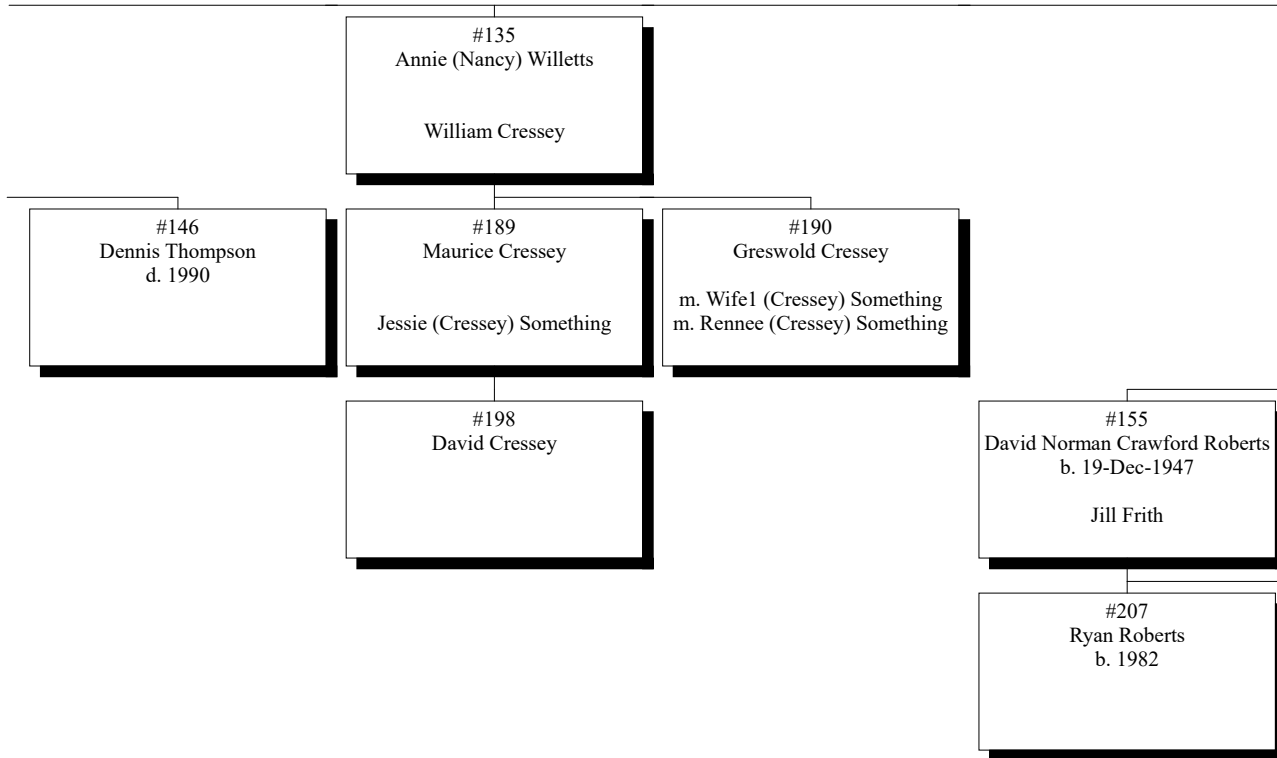 #135
Annie (Nancy) Willetts
William Cressey
#146
Dennis Thompson
d. 1990
#189
Maurice Cressey
Jessie (Cressey) Something
#190
Greswold Cressey
m. Wife1 (Cressey) Something
m. Rennee (Cressey) Something
#198
David Cressey
#155
David Norman Crawford Roberts
b. 19-Dec-1947
Jill Frith
#207
Ryan Roberts
b. 1982